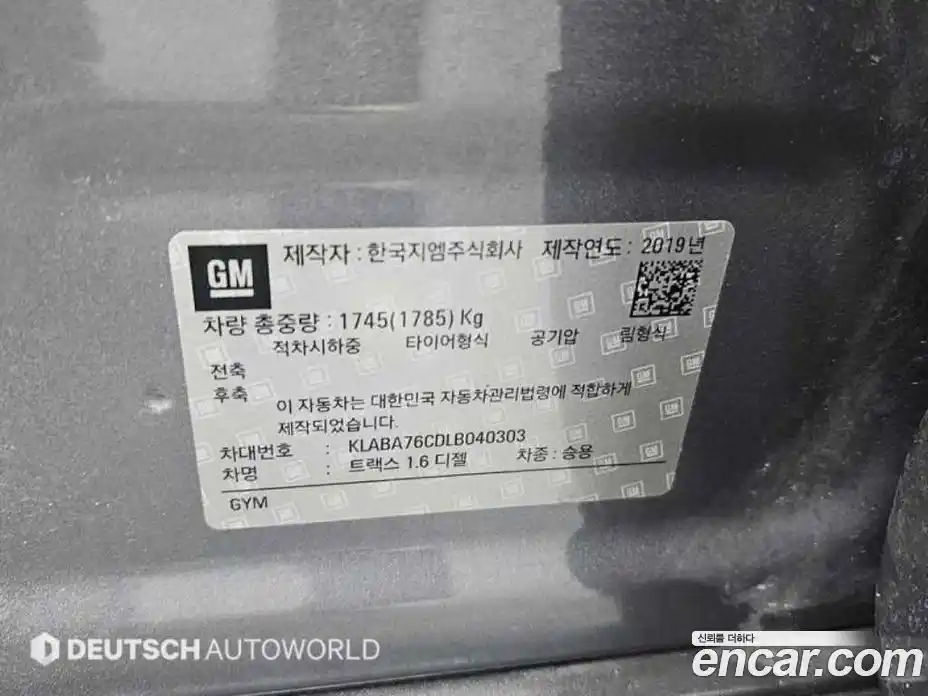 GM
제작자 : 한국지엠주식회사 제작연도 : 2019년
차량 총중량 : 1745(1785) Kg
적차시하중 타이어형식 공기압 림형식
전축
후축
이 자동차는 대한민국 자동차관리법령에 적합하게
제작되었습니다.
차대번호 : KLABA76CDLB040303
차명 : 트랙스 1.6 디젤 차종 : 승용
GYM
DEUTSCH AUTOWORLD
신뢰를 더하다
encar.com